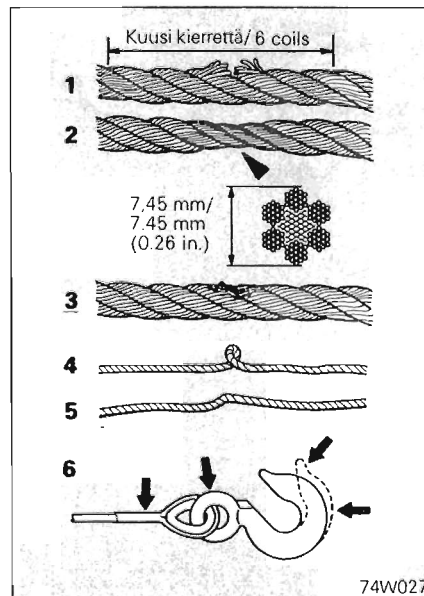 Kuusi kierrettä/ 6 coils
1
2
7,45 mm/
7.45 mm
(0.26 in.)
3
4
5
6
74W027